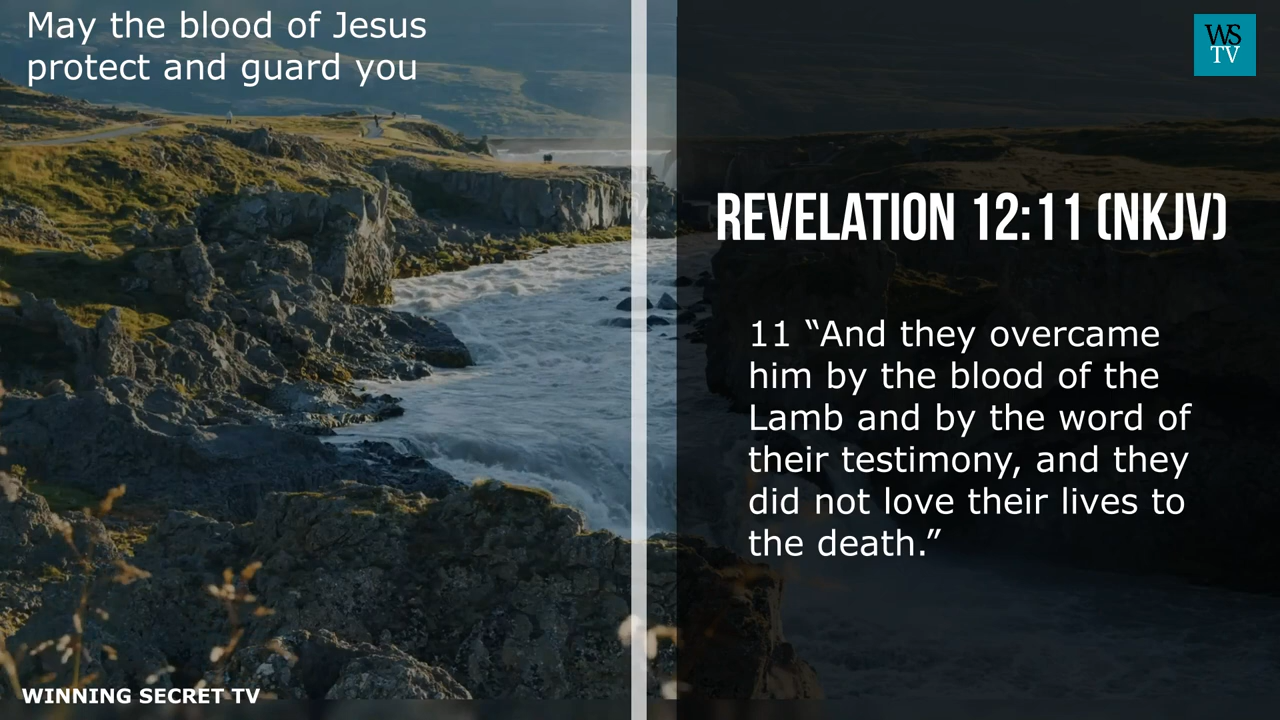 May the blood of Jesus
protect and guard you
WS
TV
REVELATION 12:11 (NKJV)
11 “And they overcame
him by the blood of the
Lamb and by the word of
their testimony, and they
did not love their lives to
the death.”
WINNING SECRET TV